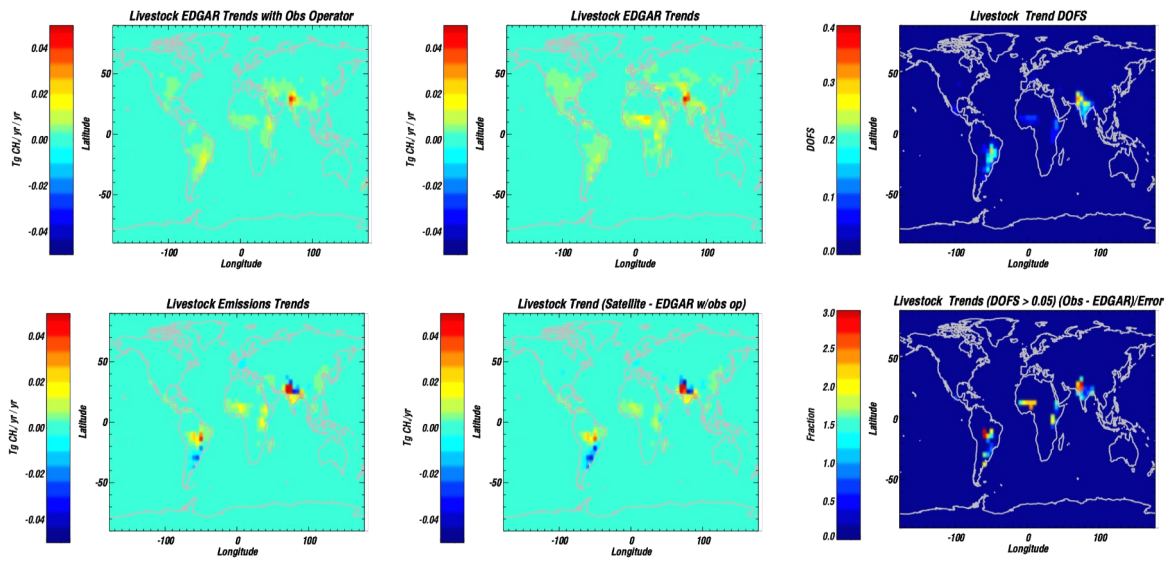 Livestock EDGAR Trends with Obs Operator
Tg CH/ yr / yr
0.04
0.02
0.00
-0.02
-0.04
Latitude
50
0
-50
-100 0 100
Longitude
Livestock EDGAR Trends
Tg CH/ yr / yr
0.04
0.02
0.00
-0.02
-0.04
Latitude
50
0
-50
-100 0 100
Longitude
Livestock Trend DOFS
DOFS
0.4
0.3
0.2
0.1
0.0
Latitude
50
0
-50
-100 0 100
Longitude
Livestock Emissions Trends
Tg CH/ yr / yr
0.04
0.02
0.00
-0.02
-0.04
Latitude
50
0
-50
-100 0 100
Longitude
Livestock Trend (Satellite - EDGAR w/obs op)
Tg CH/yr / yr
0.04
0.02
0.00
-0.02
-0.04
Latitude
50
0
-50
-100 0 100
Longitude
Livestock Trends (DOFS > 0.05) (Obs - EDGAR)/Error
Fraction
3.0
2.5
2.0
1.5
1.0
0.5
0.0
Latitude
50
0
-50
-100 0 100
Longitude